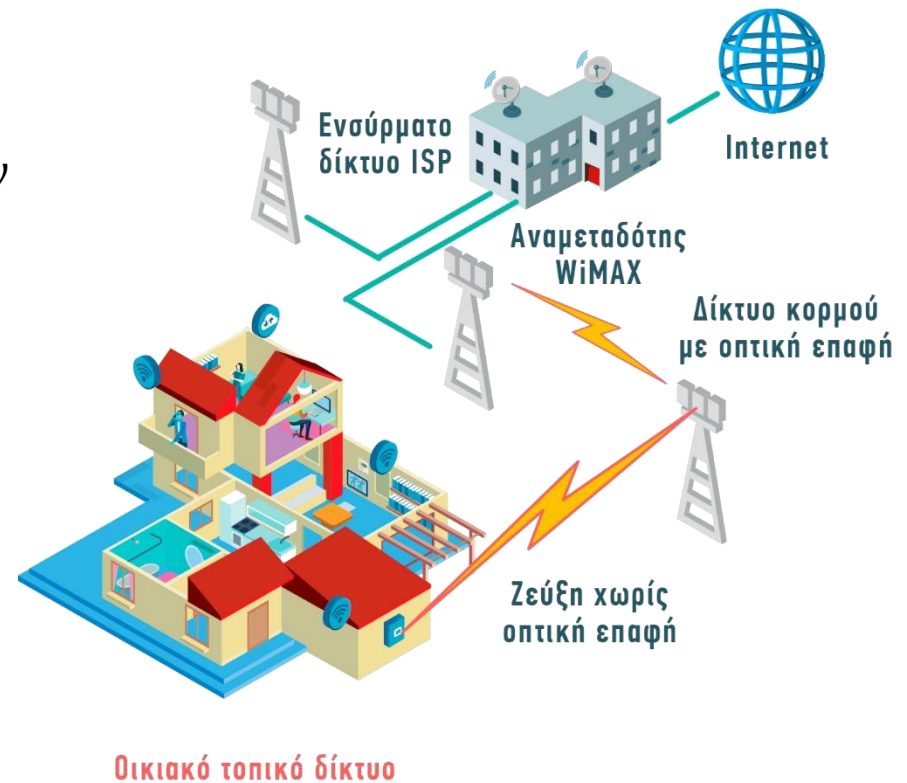 Ενσύρματο
δίκτυο ISP
Internet
Αναμεταδότης
WiMAX
Δίκτυο κορμού
με οπτική επαφή
Ζεύξη χωρίς
οπτική επαφή
Οικιακό τοπικό δίκτυο